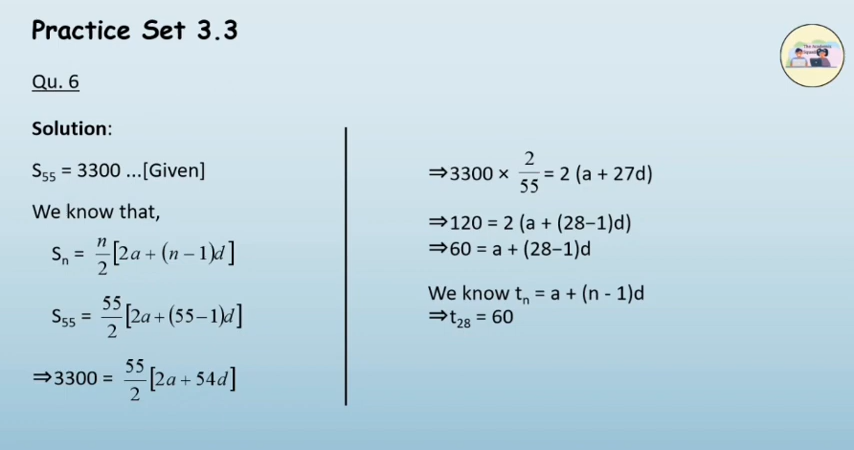 Practice Set 3.3
Qu. 6
Solution:
S₅₅ = 3300 ...[Given]
We know that,
Sₙ = n/2 [2a + (n – 1)d]
S₅₅ = 55/2 [2a + (55–1)d]
⇒3300 = 55/2 [2a + 54d]
⇒3300 × 2/55 = 2 (a + 27d)
⇒120 = 2 (a + (28–1)d)
⇒60 = a + (28–1)d
We know tₙ = a + (n - 1)d
⇒t₂₈ = 60